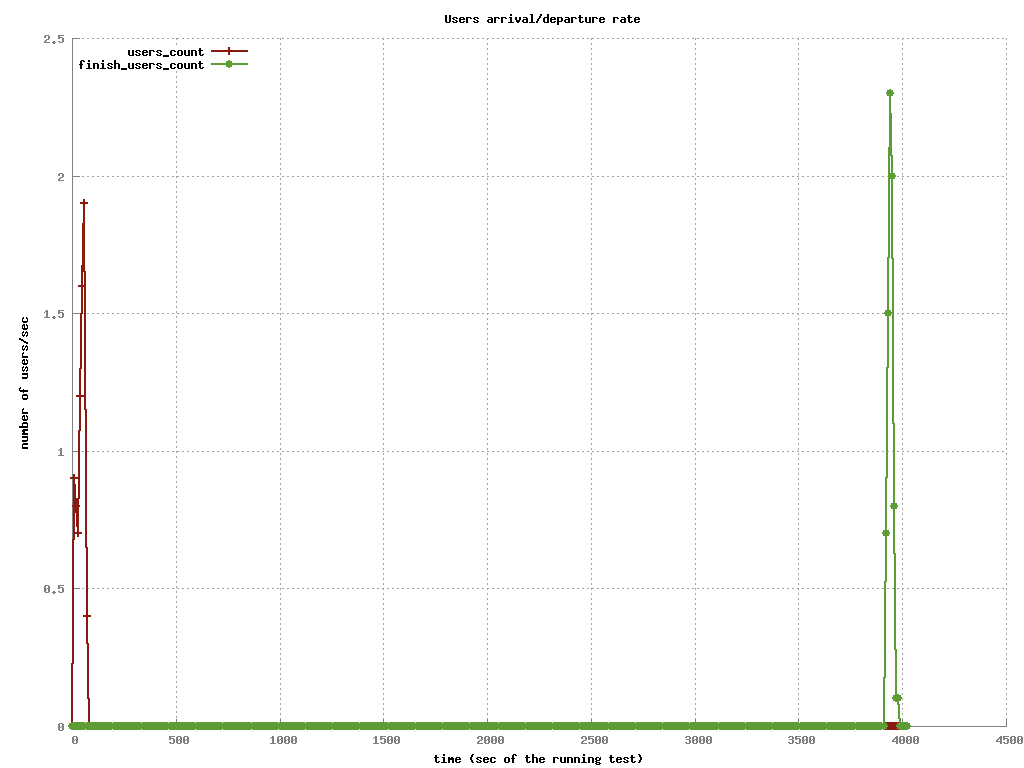 Users arrival/departure rate
users_count
finish_users_count
2.5
2
1.5
1
0.5
0
number of users/sec
0 500 1000 1500 2000 2500 3000 3500 4000 4500
time (sec of the running test)